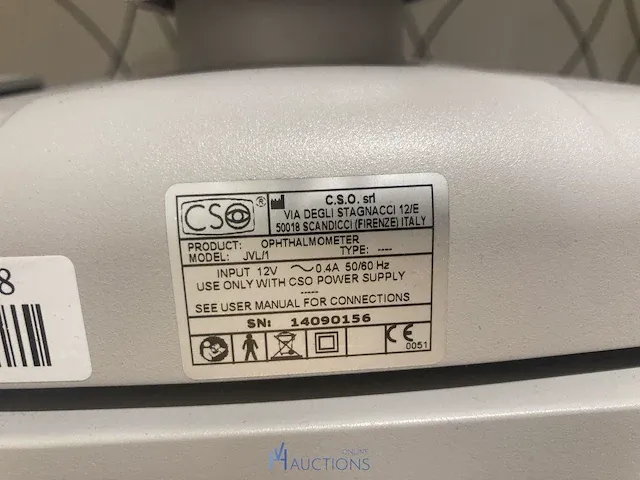 CSO ®
C.S.O. srl
VIA DEGLI STAGNACCI 12/E
50018 SCANDICCI (FIRENZE) ITALY
PRODUCT: OPHTHALMOMETER
MODEL: JVL/1 TYPE: ----
INPUT 12V ~ 0.4A 50/60 Hz
USE ONLY WITH CSO POWER SUPPLY
-----
SEE USER MANUAL FOR CONNECTIONS
SN: 14090156
CE
0051
8
ONLINE
AUCTIONS